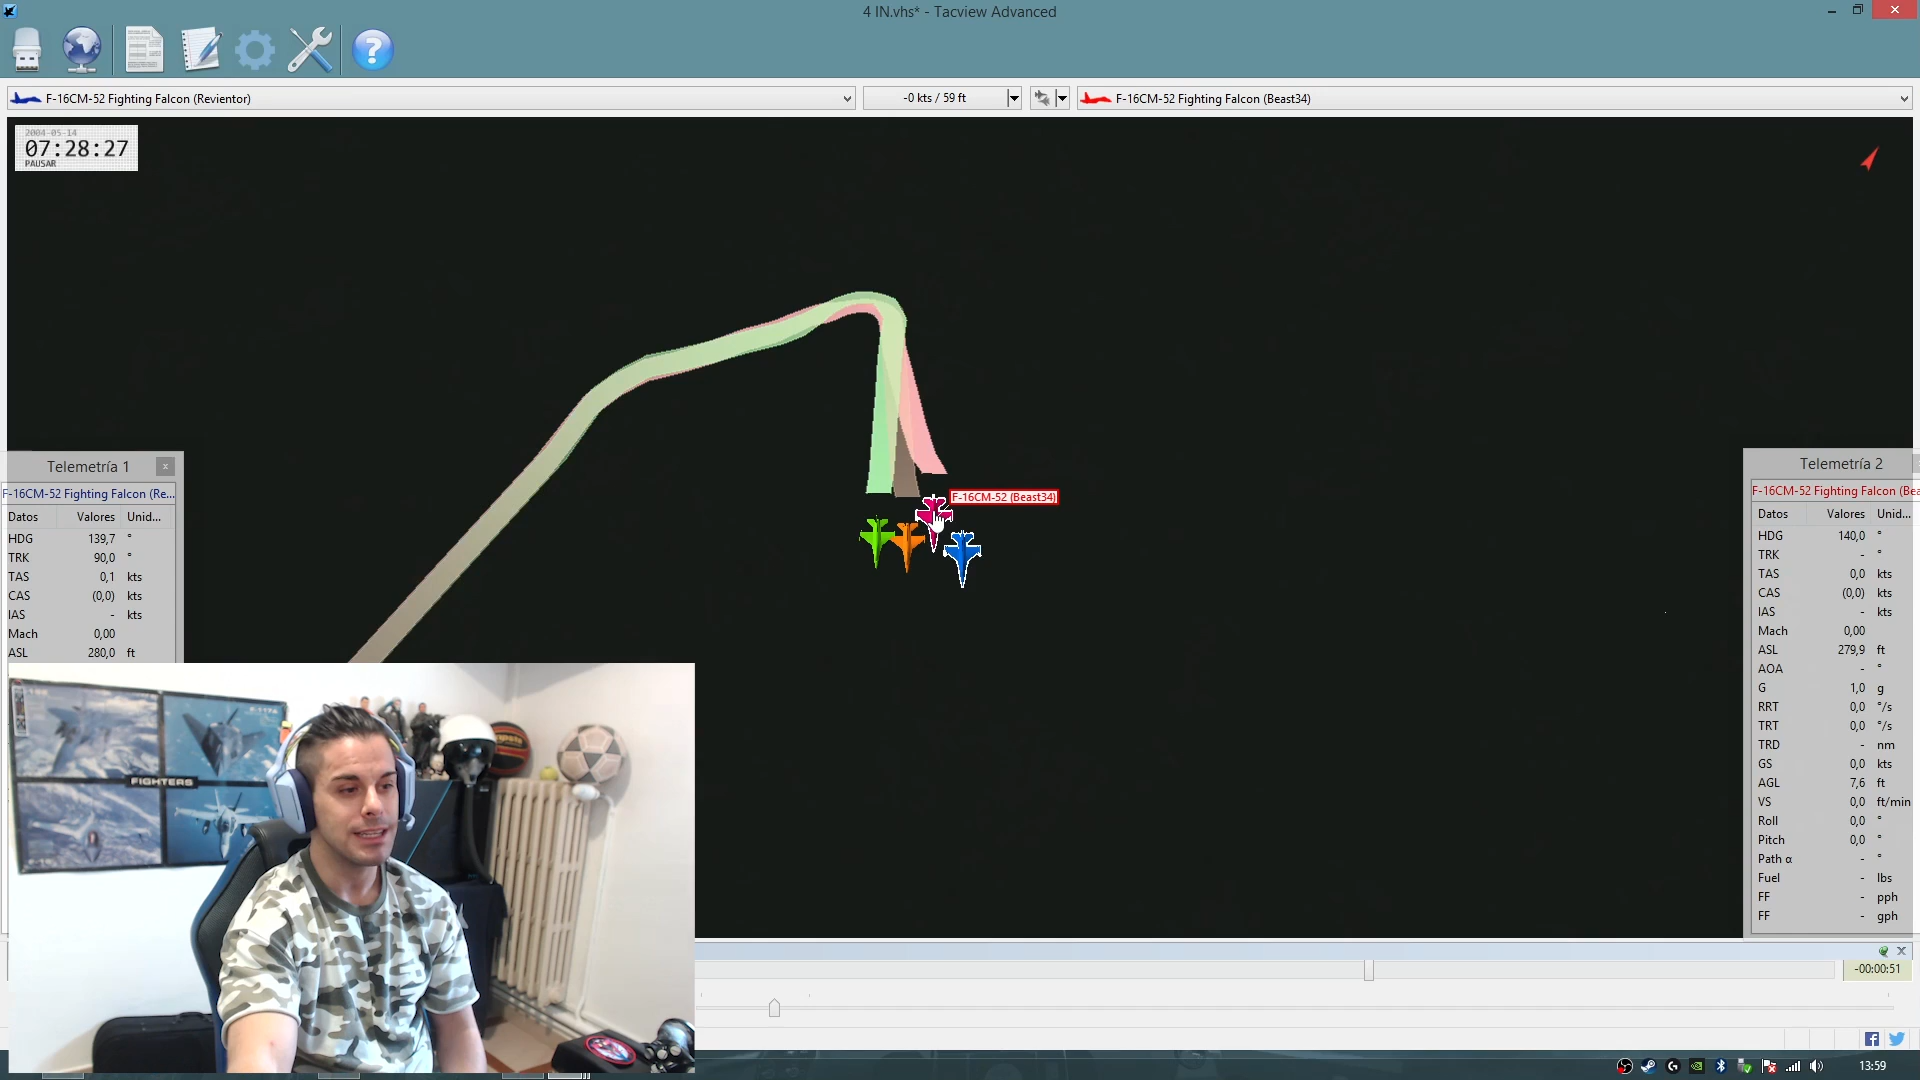 4 IN.vhs* - Tacview Advanced
F-16CM-52 Fighting Falcon (Revientor)
-0 kts / 59 ft
F-16CM-52 Fighting Falcon (Beast34)
2004-05-14
07:28:27
PAUSAR
F-16CM-52 (Beast34)
Telemetría 1
F-16CM-52 Fighting Falcon (Re...
Datos Valores Unid...
HDG 139,7 °
TRK 90,0 °
TAS 0,1 kts
CAS (0,0) kts
IAS - kts
Mach 0,00
ASL 280,0 ft
Telemetría 2
F-16CM-52 Fighting Falcon (Bea
Datos Valores Unid...
HDG 140,0 °
TRK - °
TAS 0,0 kts
CAS (0,0) kts
IAS - kts
Mach 0,00
ASL 279,9 ft
AOA - °
G 1,0 g
RRT 0,0 °/s
TRT 0,0 °/s
TRD - nm
GS 0,0 kts
AGL 7,6 ft
VS 0,0 ft/min
Roll 0,0 °
Pitch 0,0 °
Path α - °
Fuel - lbs
FF - pph
FF - gph
FIGHTERS
-00:00:51
13:59